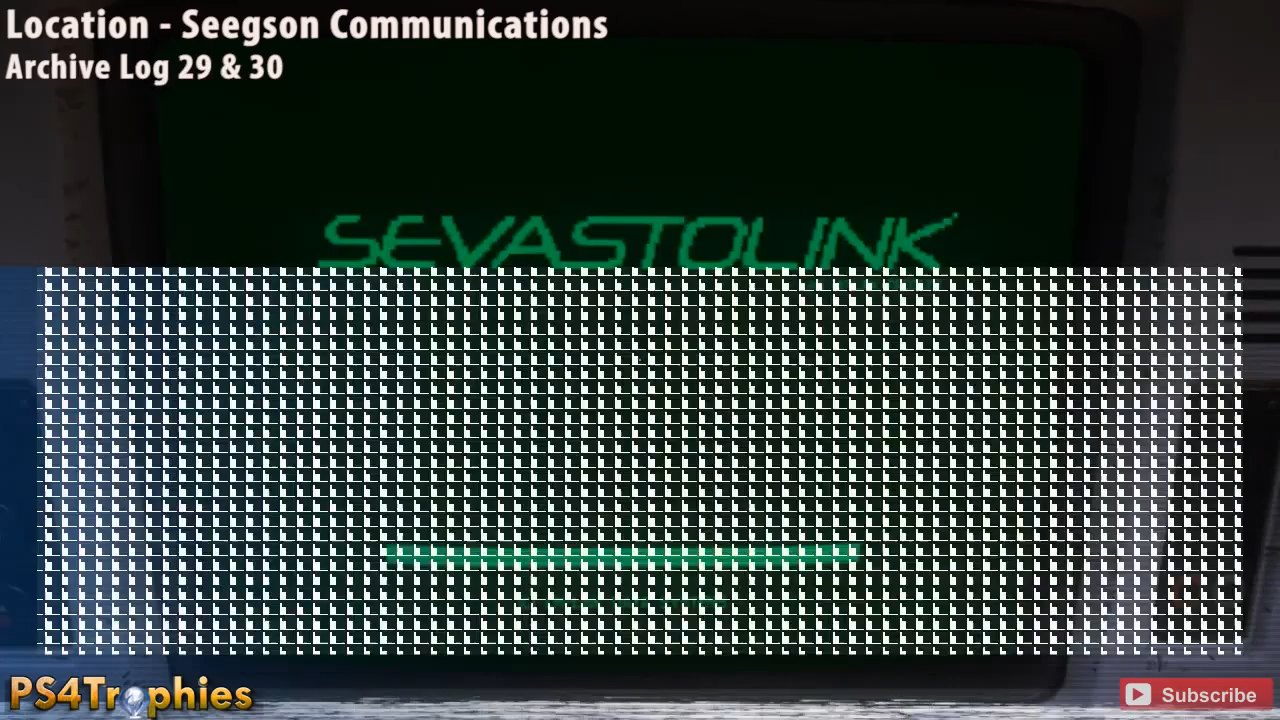 Location - Seegson Communications
Archive Log 29 & 30
SEVASTOLINK
PS4Trophies
Subscribe